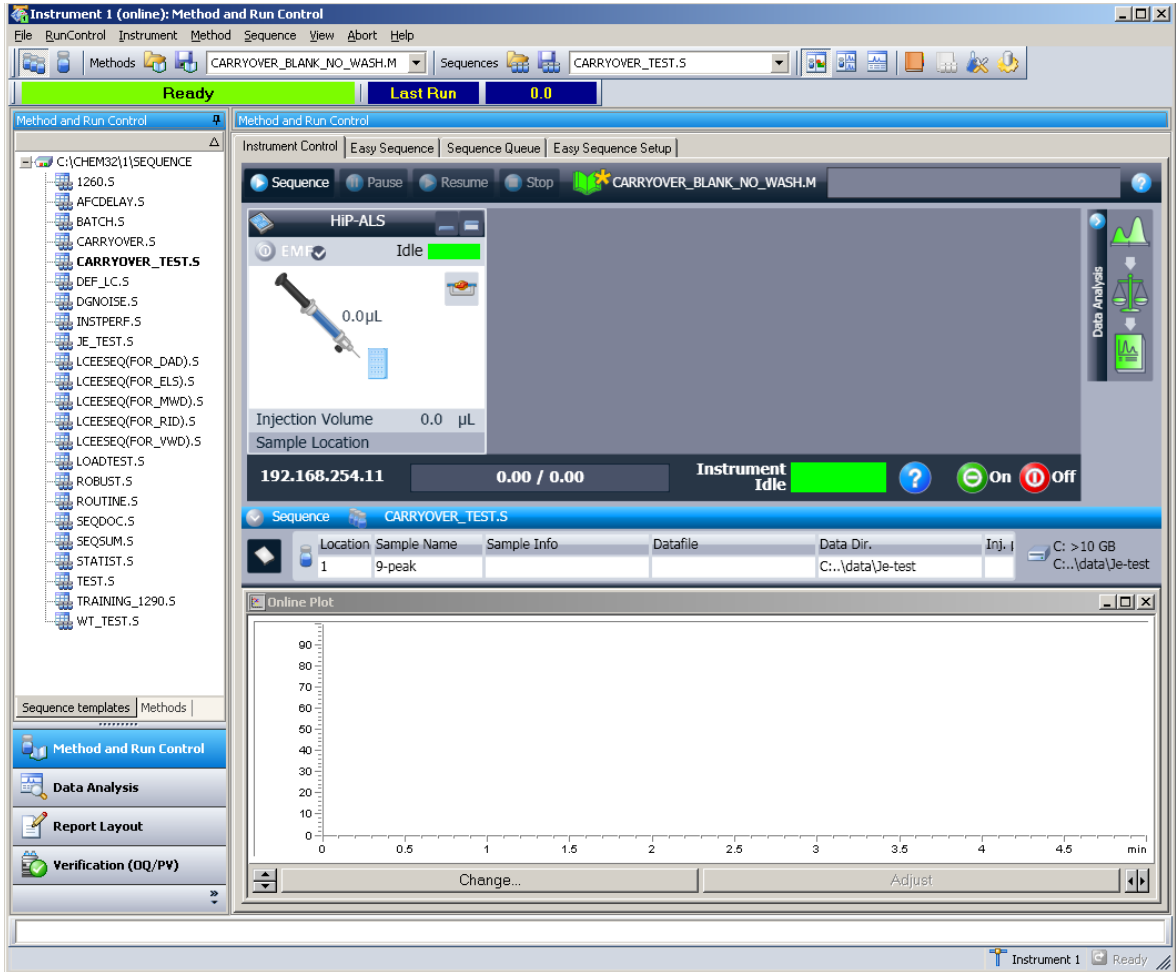 Instrument 1 (online): Method and Run Control
File RunControl Instrument Method Sequence View Abort Help
Methods CARRYOVER_BLANK_NO_WASH.M Sequences CARRYOVER_TEST.S
Ready Last Run 0.0
Method and Run Control
C:\CHEM32\1\SEQUENCE
1260.S
AFCDELAY.S
BATCH.S
CARRYOVER.S
CARRYOVER_TEST.S
DEF_LC.S
DGNOISE.S
INSTPERF.S
JE_TEST.S
LCEESEQ(FOR_DAD).S
LCEESEQ(FOR_ELS).S
LCEESEQ(FOR_MWD).S
LCEESEQ(FOR_RID).S
LCEESEQ(FOR_VWD).S
LOADTEST.S
ROBUST.S
ROUTINE.S
SEQDOC.S
SEQSUM.S
STATIST.S
TEST.S
TRAINING_1290.S
WT_TEST.S
Sequence templates Methods
Method and Run Control
Data Analysis
Report Layout
Verification (OQ/PV)
Method and Run Control
Instrument Control Easy Sequence Sequence Queue Easy Sequence Setup
Sequence Pause Resume Stop CARRYOVER_BLANK_NO_WASH.M
HiP-ALS
EMF Idle
0.0 µL
Injection Volume 0.0 µL
Sample Location
Data Analysis
192.168.254.11 0.00 / 0.00 Instrument Idle On Off
Sequence CARRYOVER_TEST.S
Location Sample Name Sample Info Datafile Data Dir. Inj.
1 9-peak C:..\data\Je-test
C: >10 GB
C:..\data\Je-test
Online Plot
90
80
70
60
50
40
30
20
10
0
0 0.5 1 1.5 2 2.5 3 3.5 4 4.5 min
Change... Adjust
Instrument 1 Ready